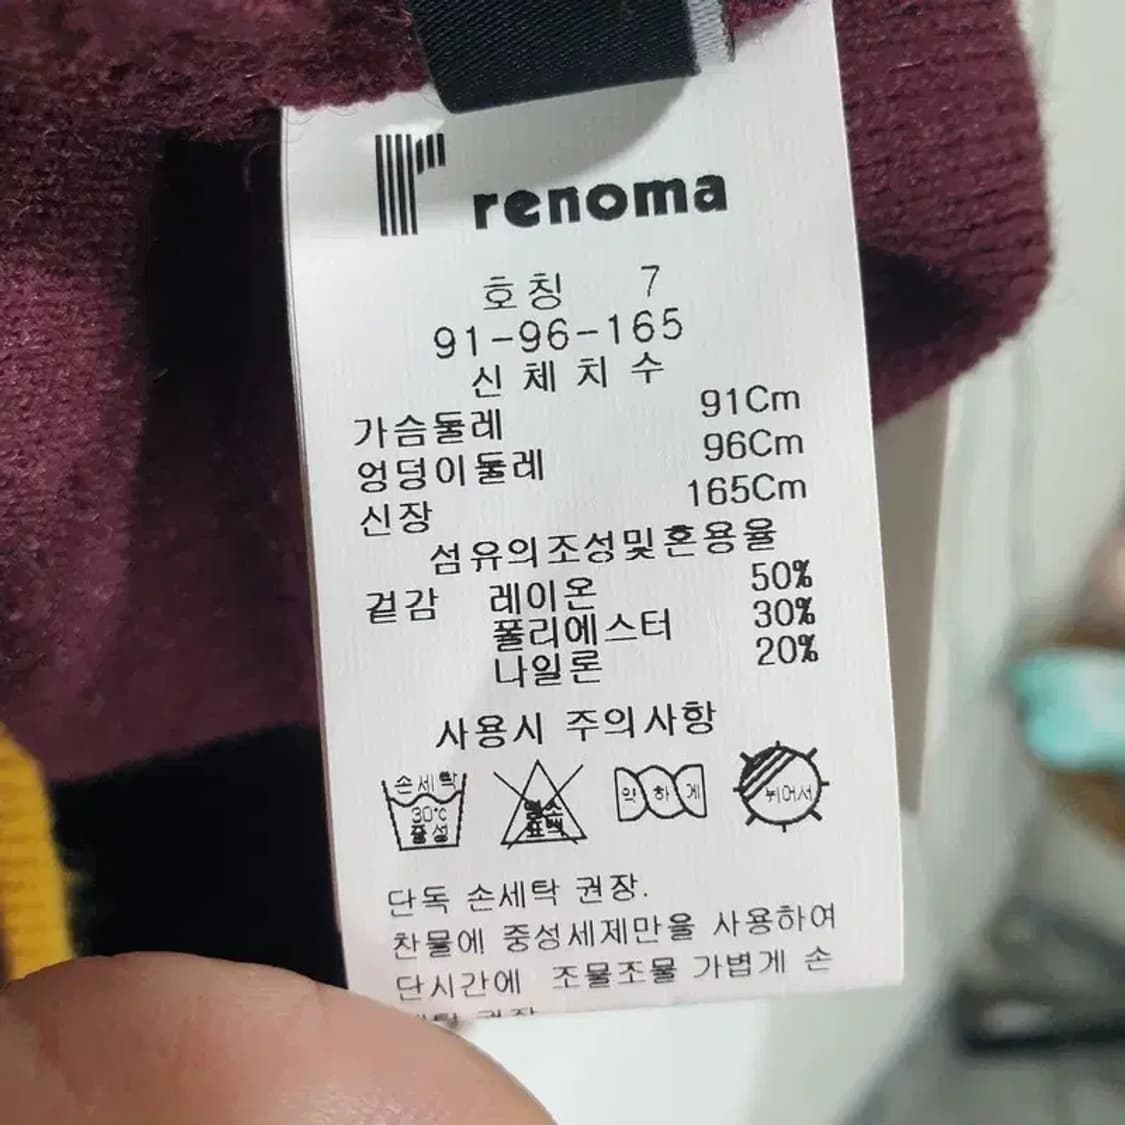 renoma
호칭 7
91-96-165
신체치수
가슴둘레 91Cm
엉덩이둘레 96Cm
신장 165Cm
섬유의조성및혼용율
겉감 레이온 50%
폴리에스터 30%
나일론 20%
사용시 주의사항
손세탁
30℃
중성
염소
표백
약하게
뉘어서
단독 손세탁 권장.
찬물에 중성세제만을 사용하여
단시간에 조물조물 가볍게 손